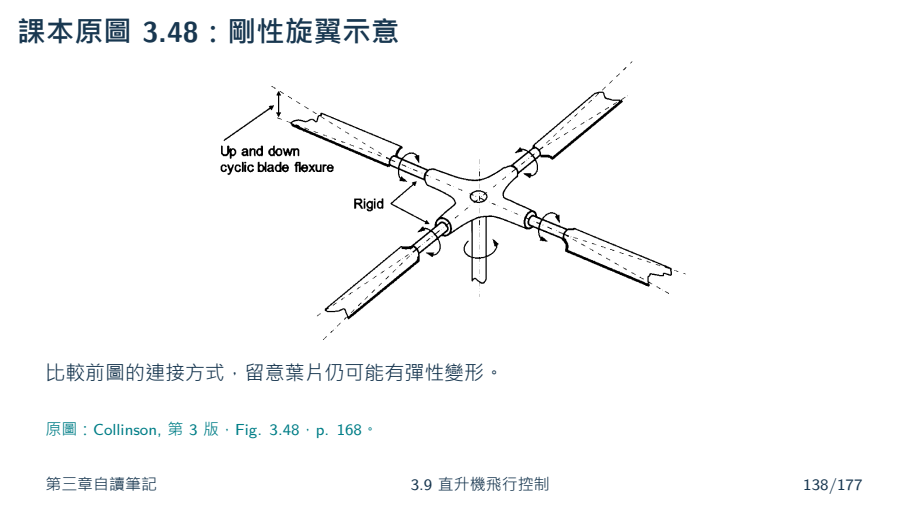 課本原圖 3.48：剛性旋翼示意
Up and down
cyclic blade flexure
Rigid
比較前圖的連接方式，留意葉片仍可能有彈性變形。
原圖：Collinson, 第 3 版，Fig. 3.48，p. 168。
第三章自讀筆記
3.9 直升機飛行控制
138/177